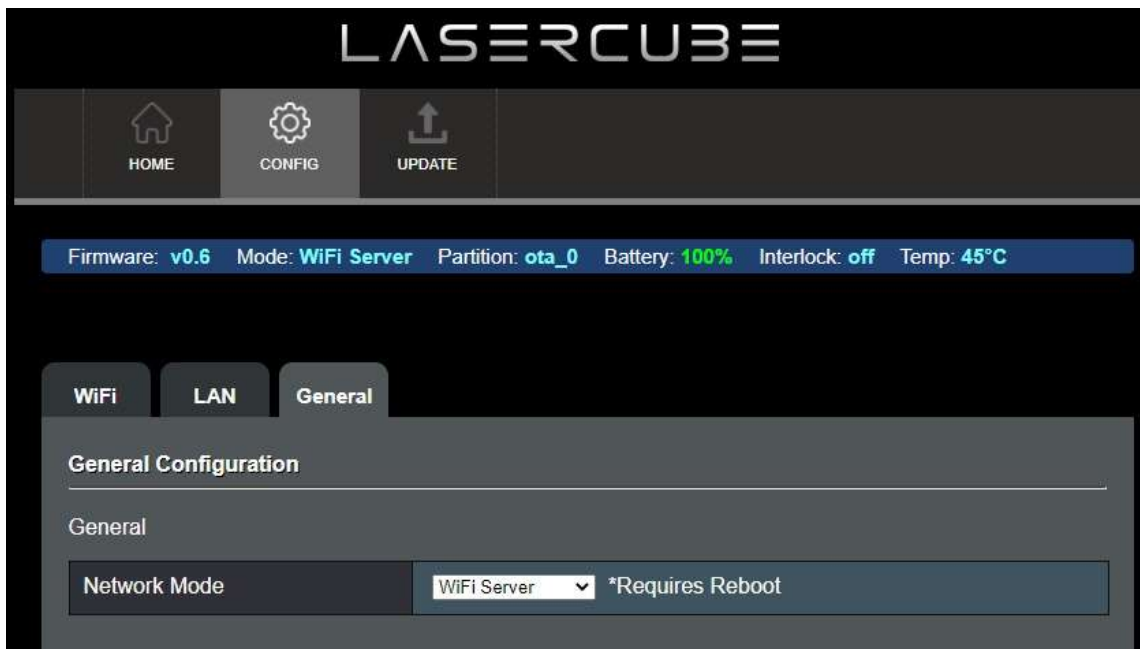 LASERCUBE
HOME CONFIG UPDATE
Firmware: v0.6 Mode: WiFi Server Partition: ota_0 Battery: 100% Interlock: off Temp: 45°C
WiFi LAN General
General Configuration
General
Network Mode WiFi Server *Requires Reboot